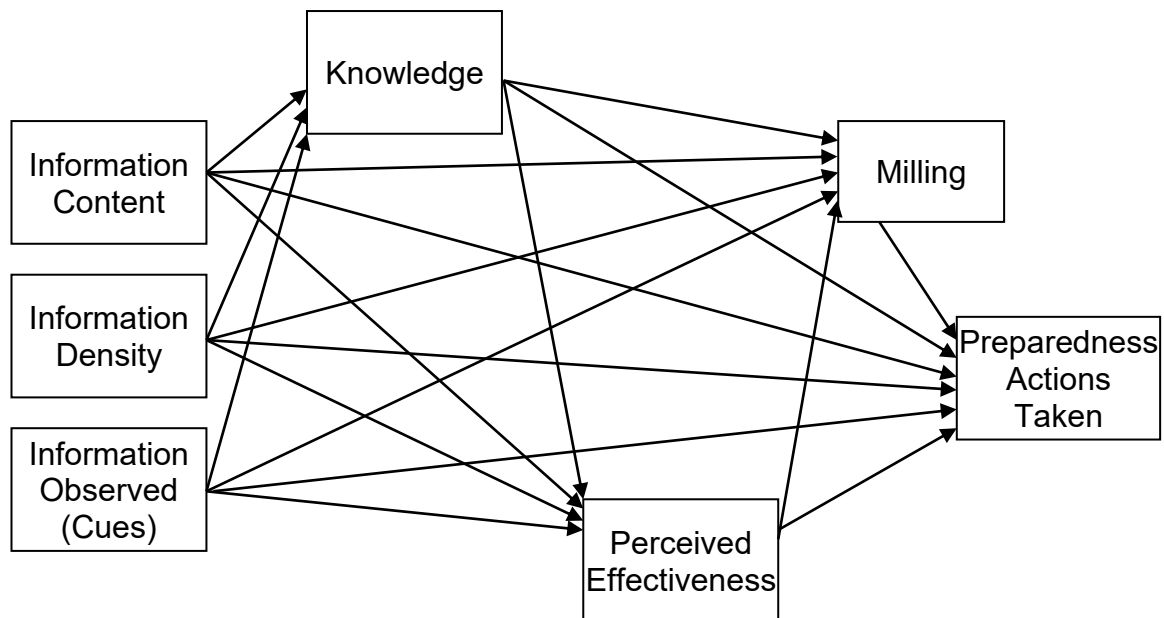 Knowledge
Information
Content
Milling
Information
Density
Preparedness
Actions
Taken
Information
Observed
(Cues)
Perceived
Effectiveness